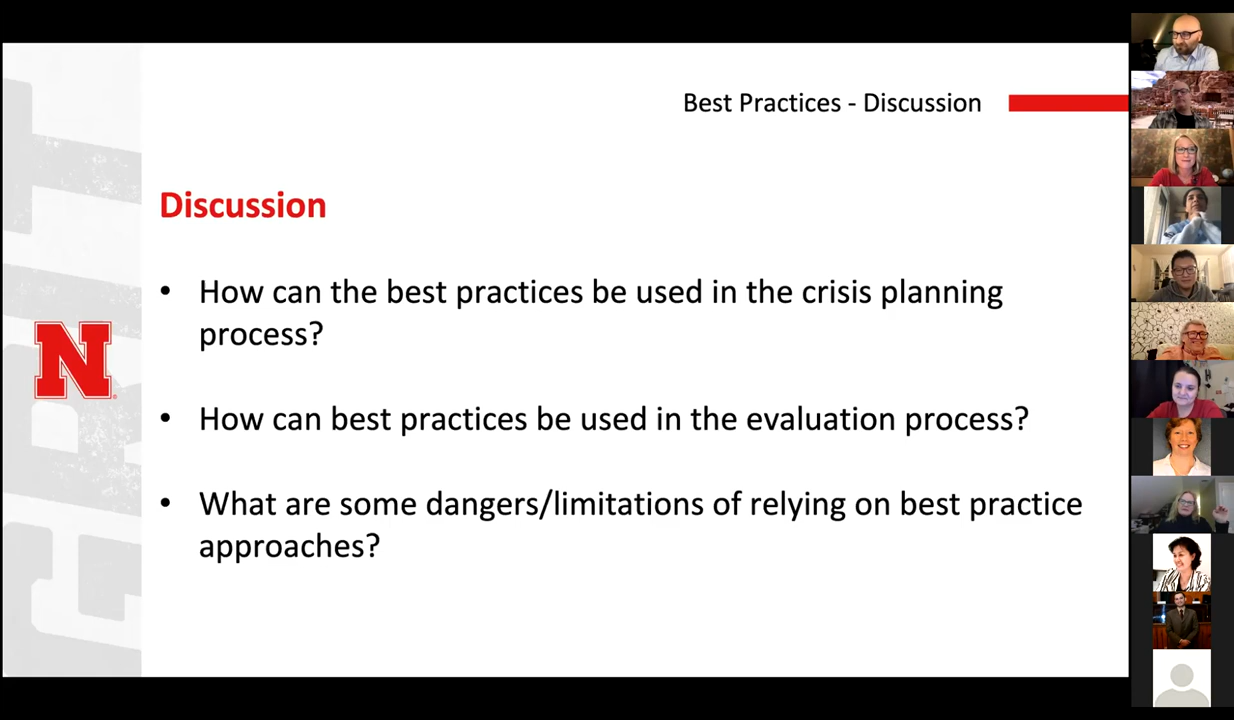 Best Practices - Discussion
Discussion
• How can the best practices be used in the crisis planning
process?
• How can best practices be used in the evaluation process?
• What are some dangers/limitations of relying on best practice
approaches?
N
GRIT